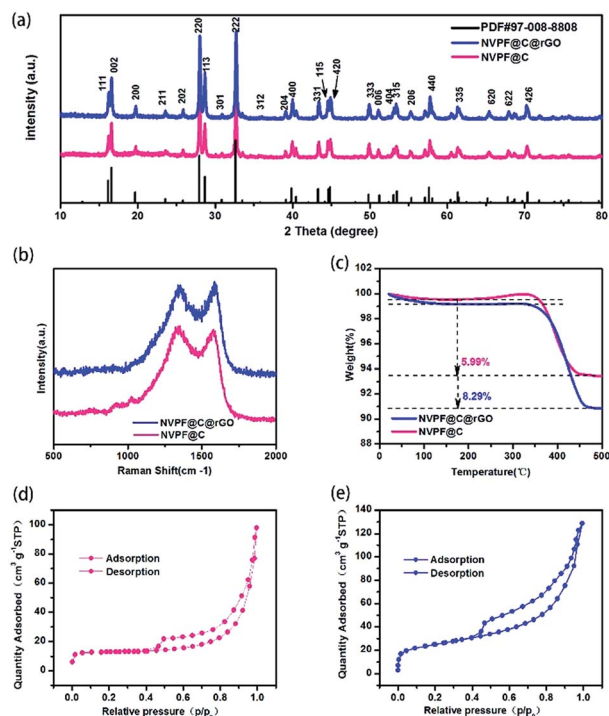 (a)
Intensity (a.u.)
PDF#97-008-8808
NVPF@C@rGO
NVPF@C
111
002
200
211
202
220
113
301
222
312
204
400
331
115
420
333
006
404
315
206
440
335
620
622
426
10 20 30 40 50 60 70 80
2 Theta (degree)
(b)
Intensity(a.u.)
NVPF@C@rGO
NVPF@C
500 1000 1500 2000
Raman Shift(cm -1)
(c)
Weight(%)
102
100
98
96
94
92
90
88
5.99%
8.29%
NVPF@C@rGO
NVPF@C
0 100 200 300 400 500
Temperature(℃)
(d)
Quantity Adsorbed (cm³ g⁻¹STP)
100
80
60
40
20
0
Adsorption
Desorption
0.0 0.2 0.4 0.6 0.8 1.0
Relative pressure (p/p₀)
(e)
Quantity Adsorbed (cm³ g⁻¹STP)
140
120
100
80
60
40
20
0
Adsorption
Desorption
0.0 0.2 0.4 0.6 0.8 1.0
Relative pressure (p/p₀)